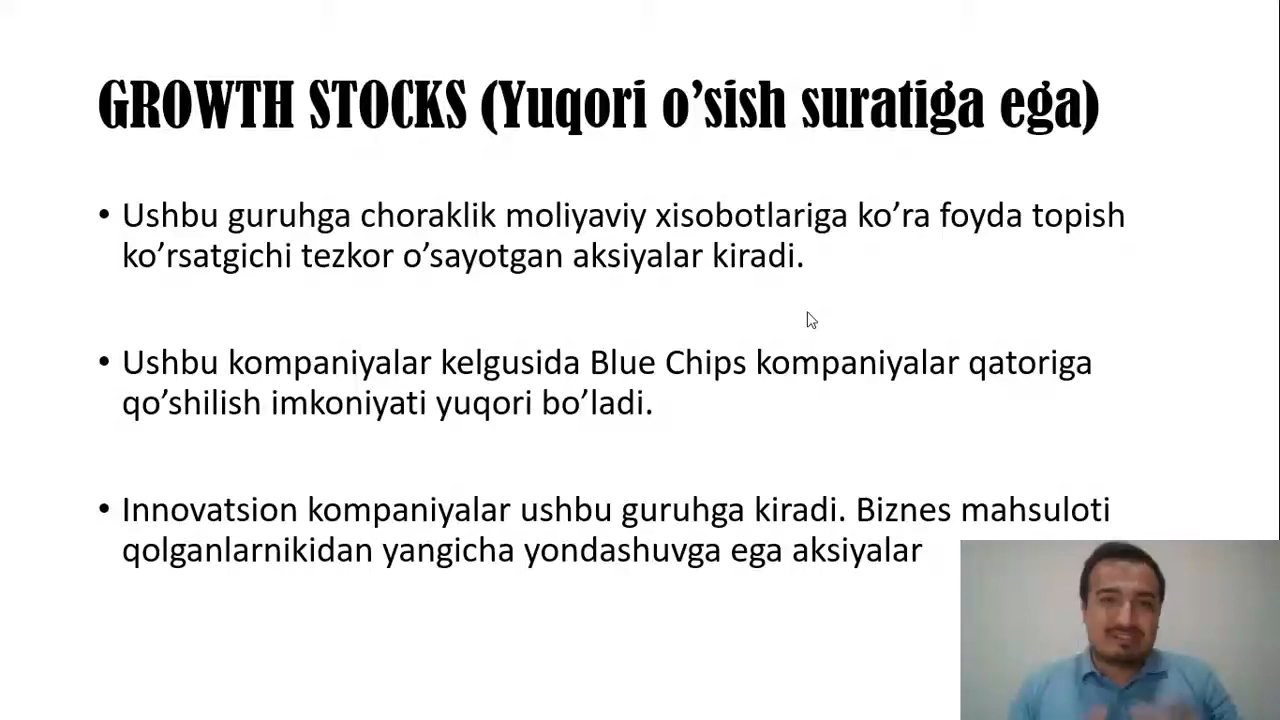 GROWTH STOCKS (Yuqori o’sish suratiga ega)
• Ushbu guruhga choraklik moliyaviy xisobotlariga ko’ra foyda topish
ko’rsatgichi tezkor o’sayotgan aksiyalar kiradi.
• Ushbu kompaniyalar kelgusida Blue Chips kompaniyalar qatoriga
qo’shilish imkoniyati yuqori bo’ladi.
• Innovatsion kompaniyalar ushbu guruhga kiradi. Biznes mahsuloti
qolganlarnikidan yangicha yondashuvga ega aksiyalar